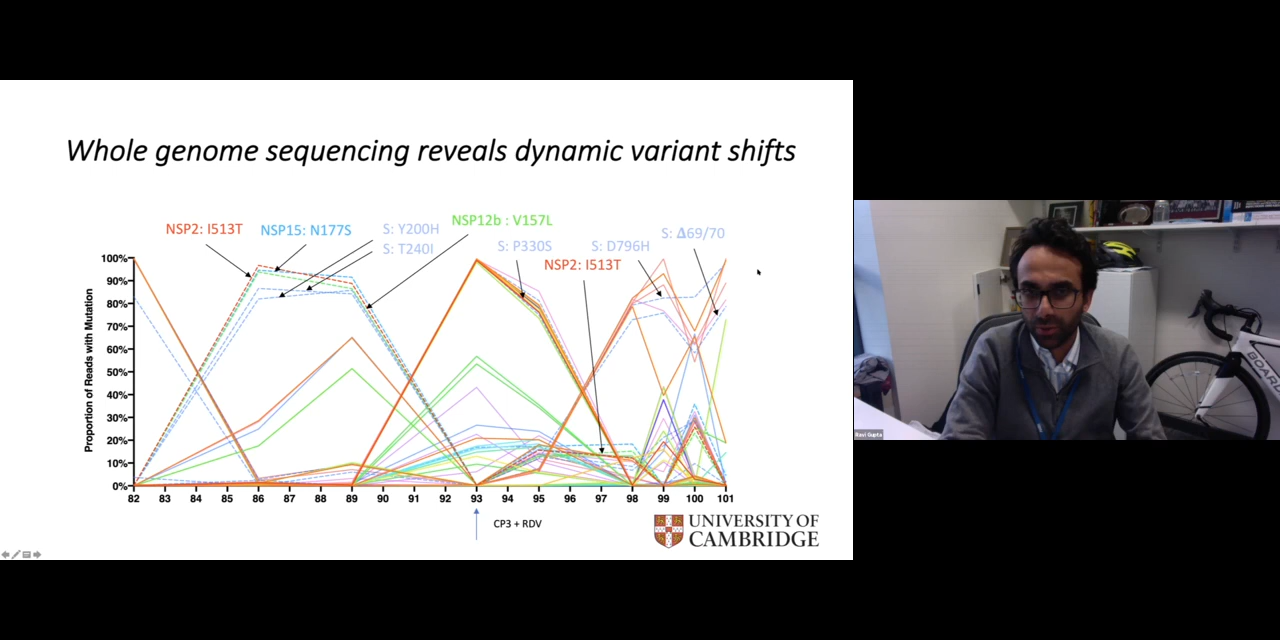 Whole genome sequencing reveals dynamic variant shifts
NSP2: I513T
NSP15: N177S
S: Y200H
S: T240I
NSP12b : V157L
S: P330S
S: D796H
NSP2: I513T
S: Δ69/70
Proportion of Reads with Mutation
100%
90%
80%
70%
60%
50%
40%
30%
20%
10%
0%
82 83 84 85 86 87 88 89 90 91 92 93 94 95 96 97 98 99 100 101
CP3 + RDV
UNIVERSITY OF
CAMBRIDGE
Ravi Gupta
BOARD